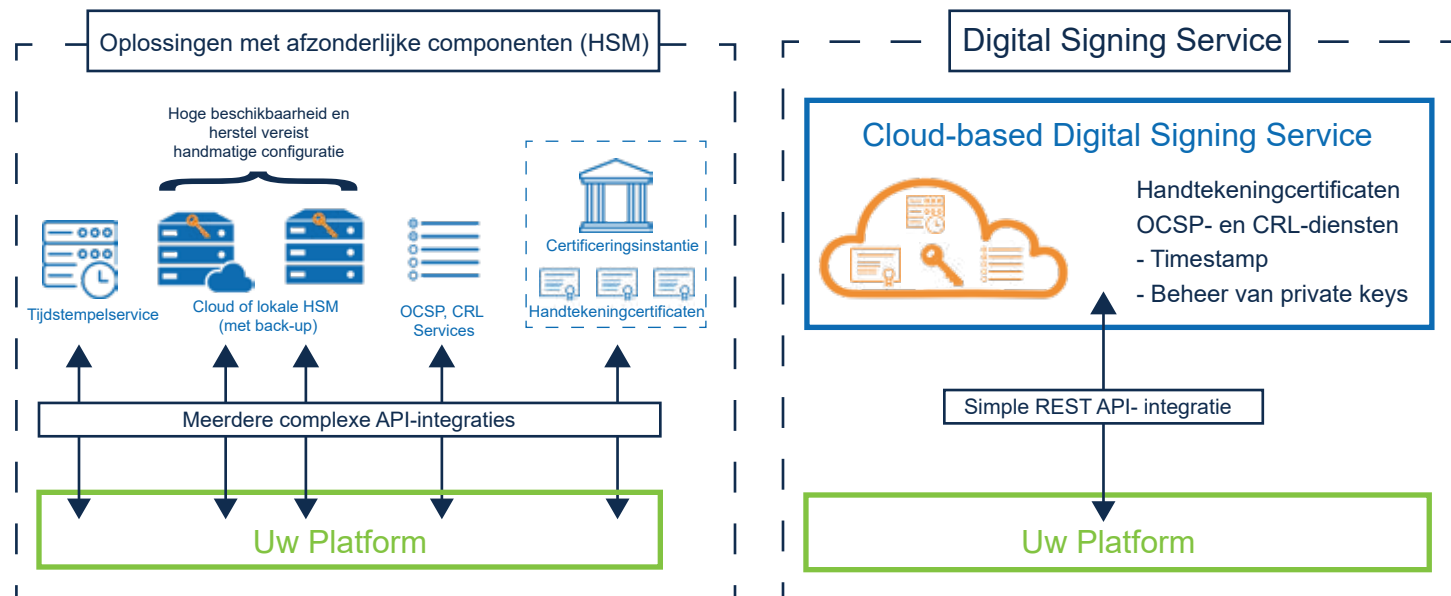 Oplossingen met afzonderlijke componenten (HSM)
Hoge beschikbaarheid en
herstel vereist
handmatige configuratie
Tijdstempelservice
Cloud of lokale HSM
(met back-up)
OCSP, CRL
Services
Certificeringsinstantie
Handtekeningcertificaten
Meerdere complexe API-integraties
Uw Platform
Digital Signing Service
Cloud-based Digital Signing Service
Handtekeningcertificaten
OCSP- en CRL-diensten
- Timestamp
- Beheer van private keys
Simple REST API- integratie
Uw Platform